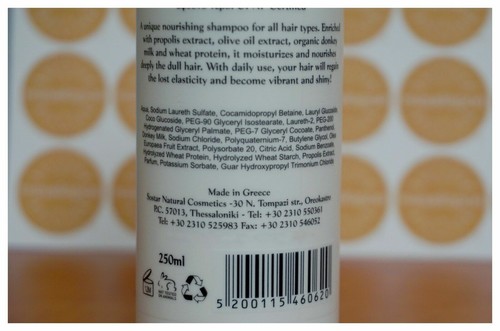 A unique nourishing shampoo for all hair types. Enriched
with propolis extract, olive oil extract, organic donkey
milk and wheat protein, it moisturizes and nourishes
deeply the dull hair. With daily use, your hair will regain
the lost elasticity and become vibrant and shiny!
Aqua, Sodium Laureth Sulfate, Cocamidopropyl Betaine, Lauryl Glucoside,
Coco Glucoside, PEG-90 Glyceryl Isostearate, Laureth-2, PEG-200
Hydrogenated Glyceryl Palmate, PEG-7 Glyceryl Cocoate, Panthenol,
Donkey Milk, Sodium Chloride, Polyquaternium-7, Butylene Glycol, Olea
Europaea Fruit Extract, Polysorbate 20, Citric Acid, Sodium Benzoate,
Hydrolyzed Wheat Protein, Hydrolyzed Wheat Starch, Propolis Extract,
Parfum, Potassium Sorbate, Guar Hydroxypropyl Trimonium Chloride
Made in Greece
Natural Cosmetics -30 N. Tompazi str., Oreokastro
P.C. 57013, Thessaloniki - Tel: +30 2310 550361
Tel: +30 2310 525983 Fax: +30 2310 546052
250ml
12M
5 200115 460620